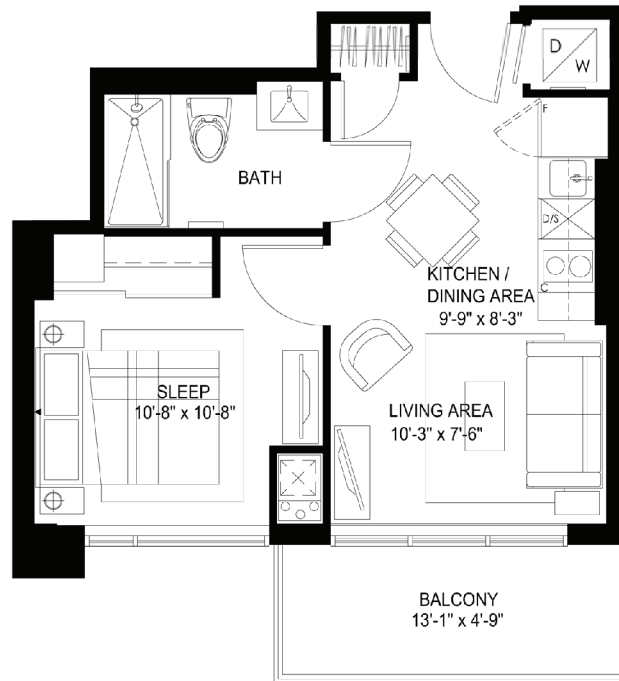 D
W
F
BATH
D/S
KITCHEN /
DINING AREA
9'-9" x 8'-3"
C
SLEEP
10'-8" x 10'-8"
LIVING AREA
10'-3" x 7'-6"
BALCONY
13'-1" x 4'-9"